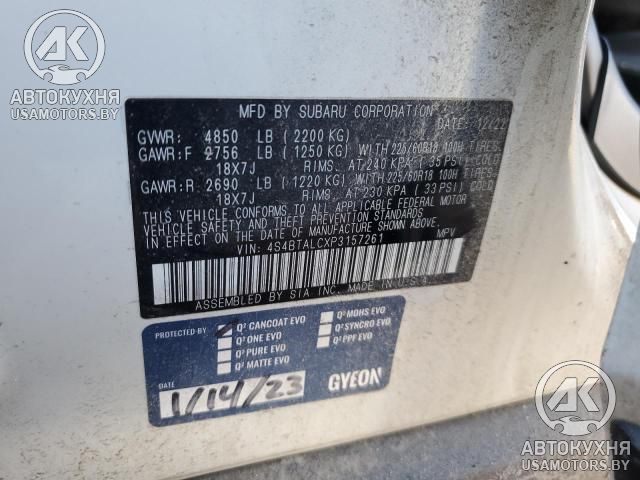 АК
АВТОКУХНЯ
USAMOTORS.BY
MFD BY SUBARU CORPORATION
12/22
GVWR: 4850 LB (2200 KG)
GAWR:F 2756 LB (1250 KG) WITH 225/60R18 100H TIRES,
18X7J RIMS, AT 240 KPA (35 PSI) COLD
GAWR:R 2690 LB (1220 KG) WITH 225/60R18 100H TIRES,
18X7J RIMS, AT 230 KPA (33 PSI) COLD
THIS VEHICLE CONFORMS TO ALL APPLICABLE FEDERAL MOTOR
VEHICLE SAFETY AND THEFT PREVENTION STANDARDS
IN EFFECT ON THE DATE OF MANUFACTURE SHOWN ABOVE.
VIN: 4S4BTALCXP3157261 MPV
ASSEMBLED BY SIA INC. MADE IN U.S.A.
PROTECTED BY
Q² CANCOAT EVO
Q² ONE EVO
Q² PURE EVO
Q² MATTE EVO
Q² MOHS EVO
Q² SYNCRO EVO
Q² PPF EVO
DATE
1/14/23
GYEON
АК
АВТОКУХНЯ
USAMOTORS.BY